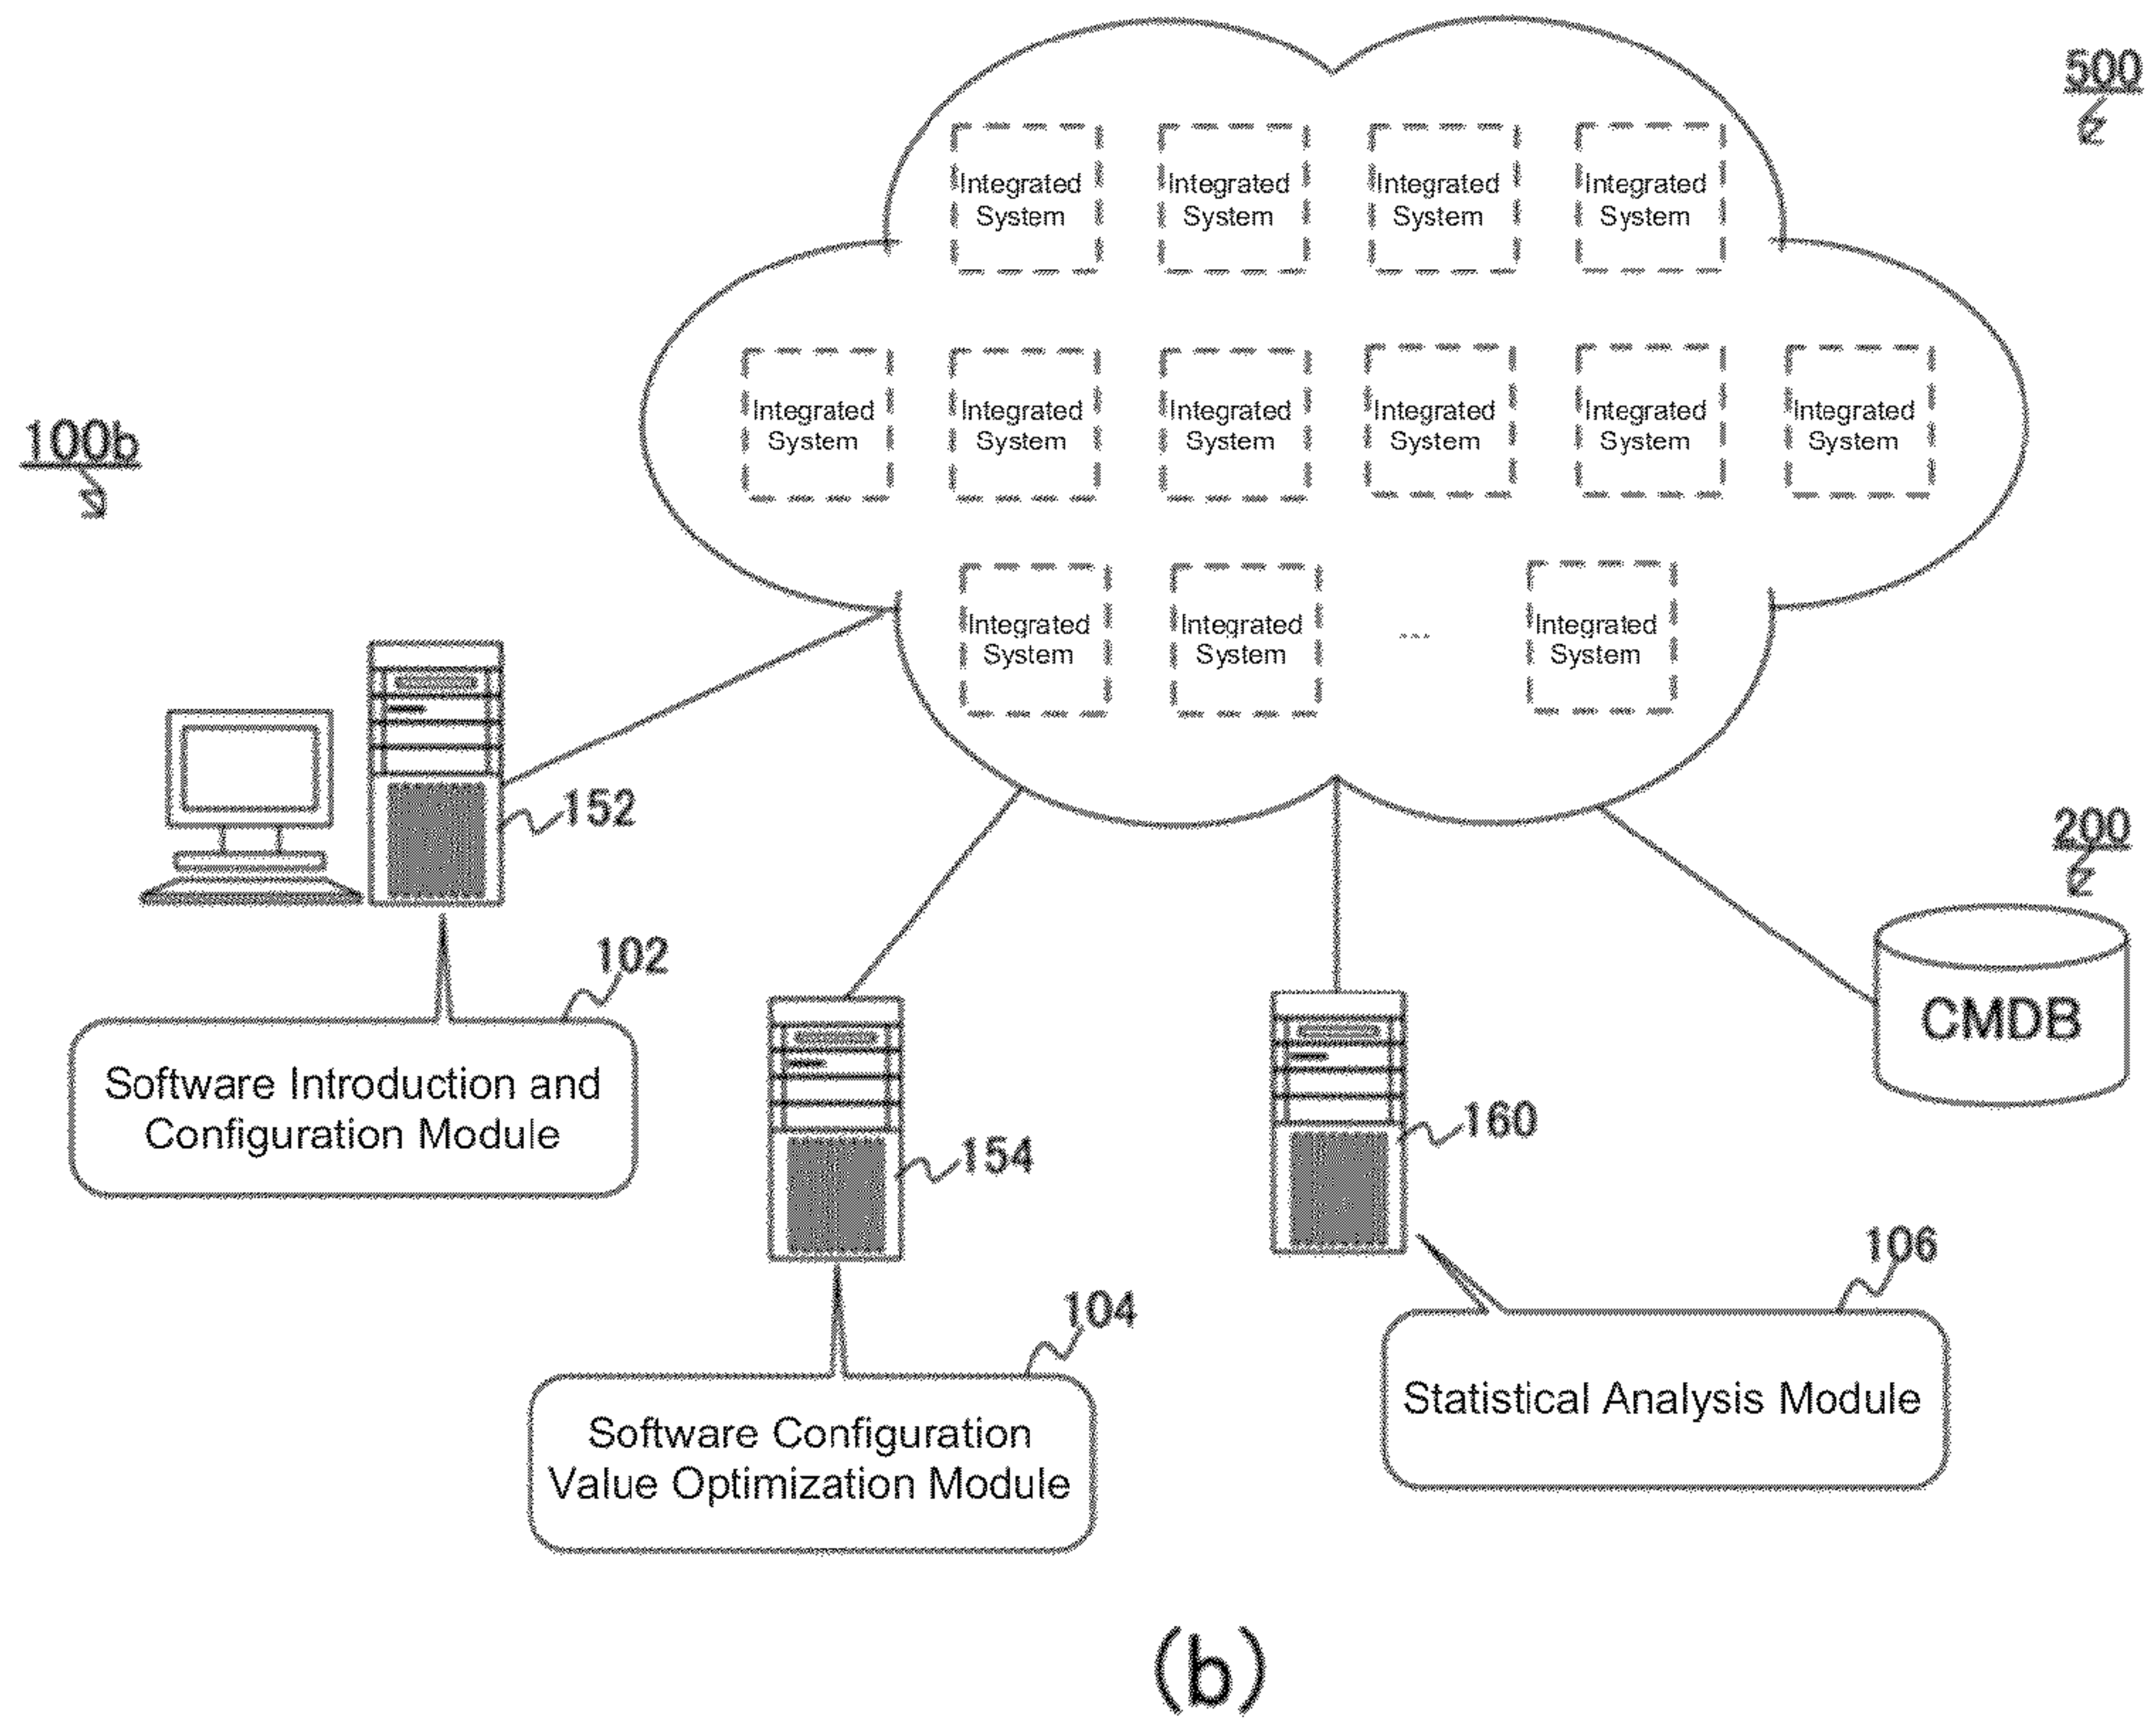 500
Integrated Integrated Integrated Integrated
System System System System
100b
Integrated Integrated Integrated Integrated Integrated Integrated
System System System System System System
Integrated Integrated ... Integrated
System System System
152
200
102
CMDB
Software Introduction and
Configuration Module
160
154
106
104
Statistical Analysis Module
Software Configuration
Value Optimization Module
(b)